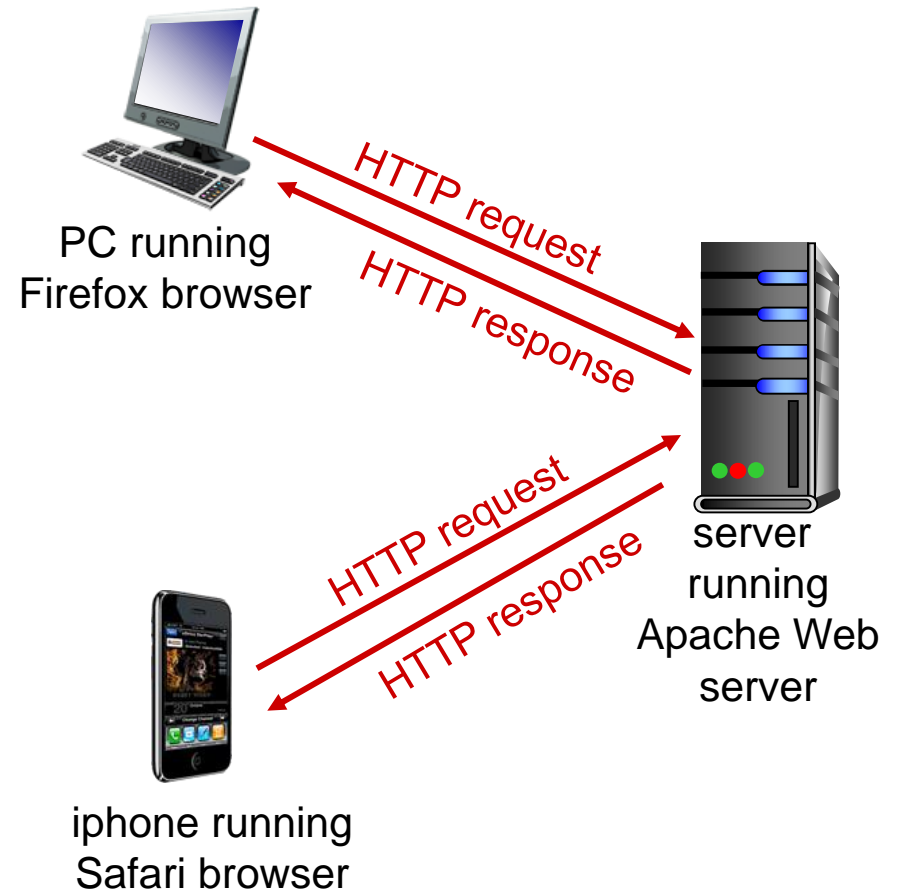 HTTP request
HTTP response
PC running
Firefox browser
HTTP request
HTTP response
server
running
Apache Web
server
iphone running
Safari browser